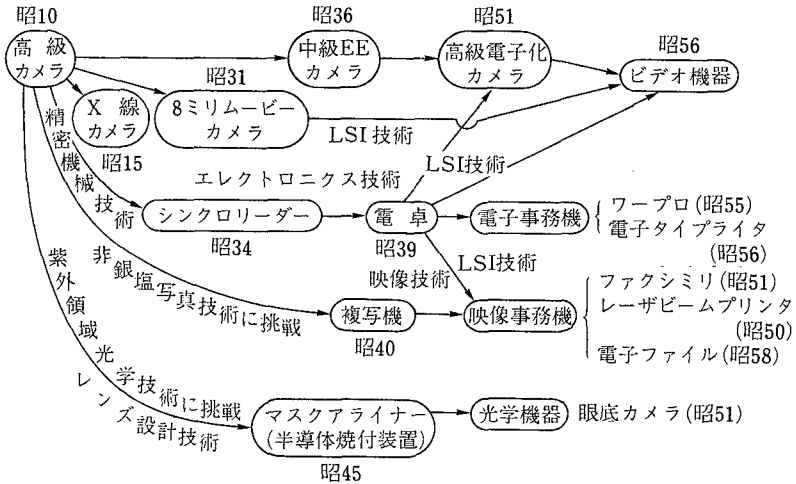 昭10
高級
カメラ
昭36
中級EE
カメラ
昭51
高級電子化
カメラ
昭56
ビデオ機器
X線
カメラ
昭15
昭31
8ミリムービー
カメラ
LSI技術
LSI技術
精密機械技術
エレクトロニクス技術
シンクロリーダー
昭34
電卓
昭39
電子事務機
ワープロ(昭55)
電子タイプライタ
(昭56)
LSI技術
映像技術
非銀塩写真技術に挑戦
複写機
昭40
映像事務機
ファクシミリ(昭51)
レーザビームプリンタ
(昭50)
電子ファイル(昭58)
紫外領域光学技術に挑戦
レンズ設計技術
マスクアライナー
(半導体焼付装置)
昭45
光学機器
眼底カメラ(昭51)